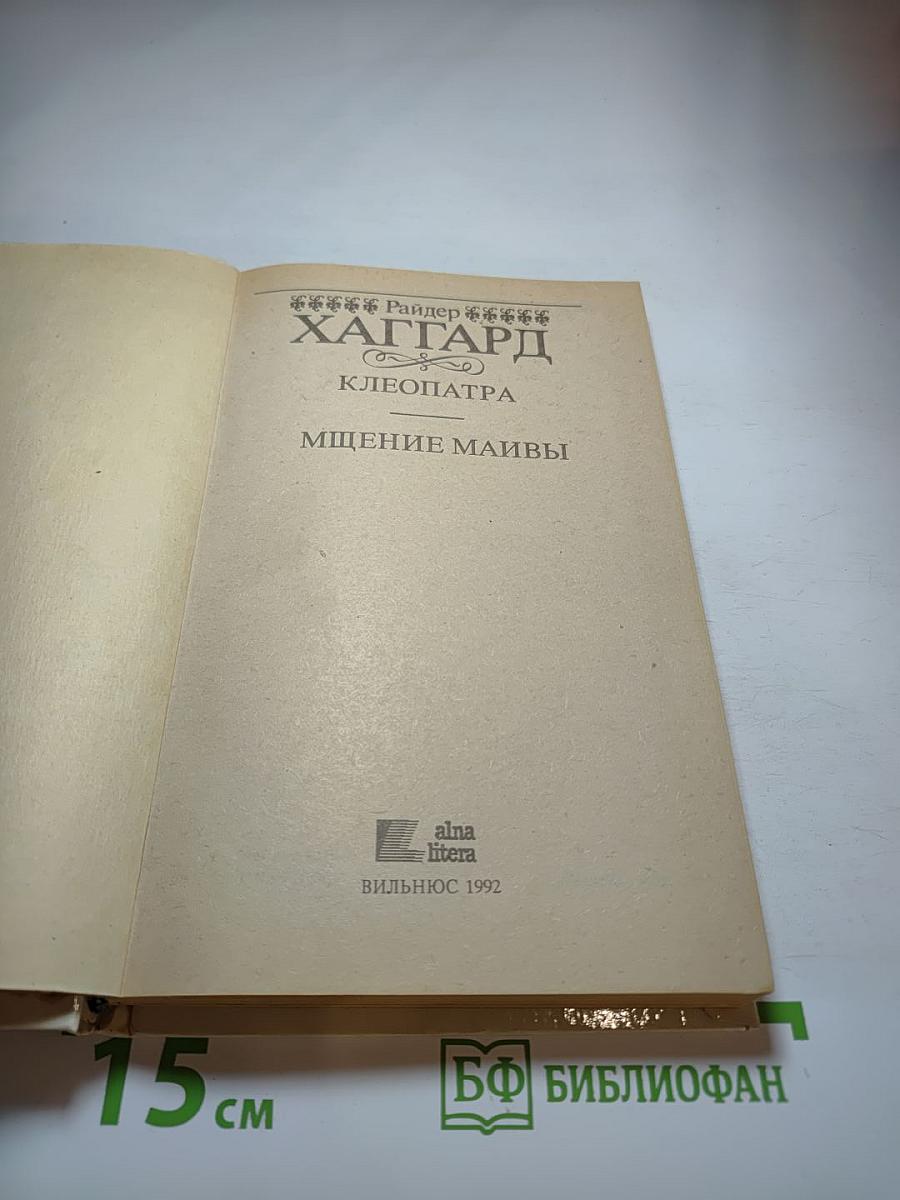 Райдер
ХАГГАРД
КЛЕОПАТРА
МЩЕНИЕ МАИВЫ
alna
litera
ВИЛЬНЮС 1992
15 см
БФ БИБЛИОФАН